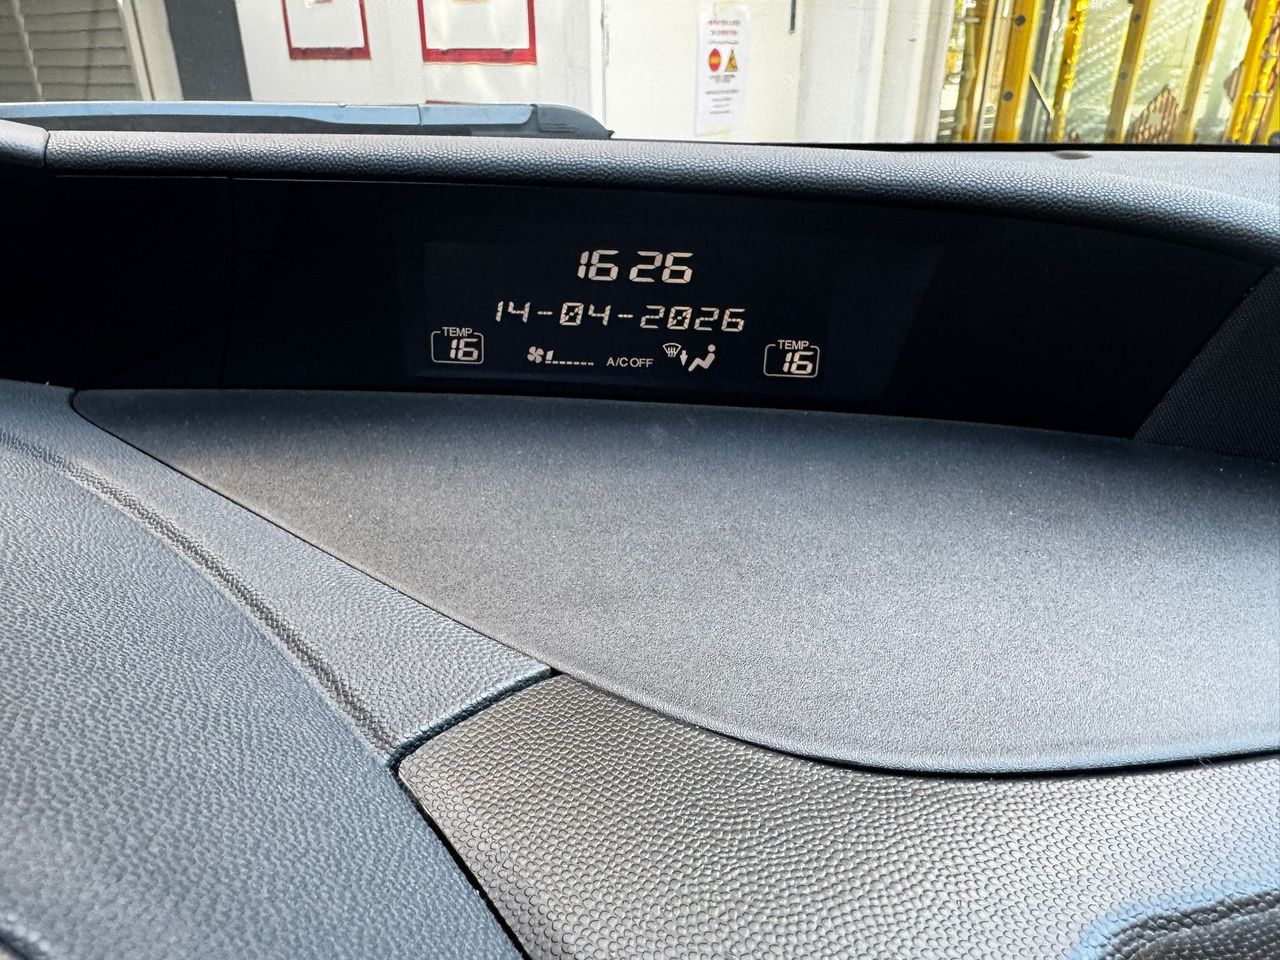 16 26
14-04-2026
TEMP TEMP
16 A/C OFF 16